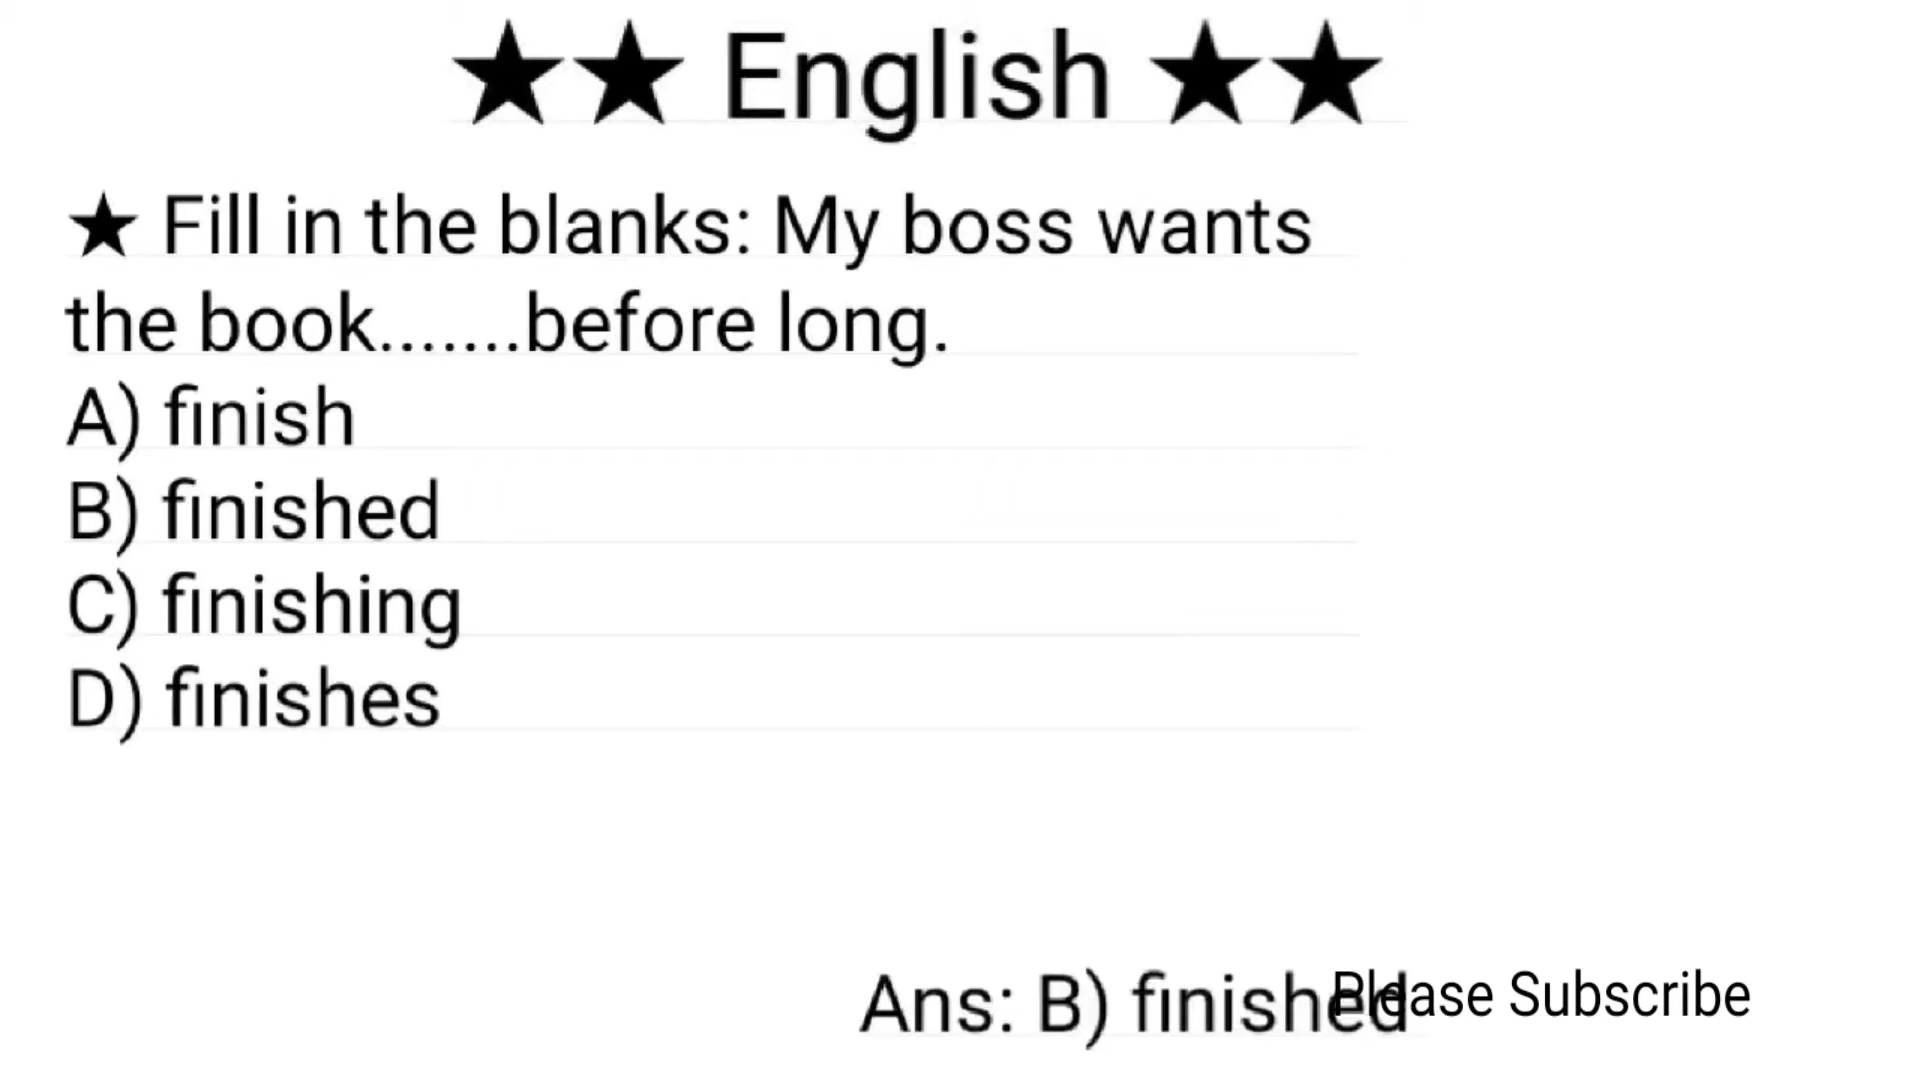 ★★ English ★★
★ Fill in the blanks: My boss wants
the book.......before long.
A) finish
B) finished
C) finishing
D) finishes
Ans: B) finished
Please Subscribe